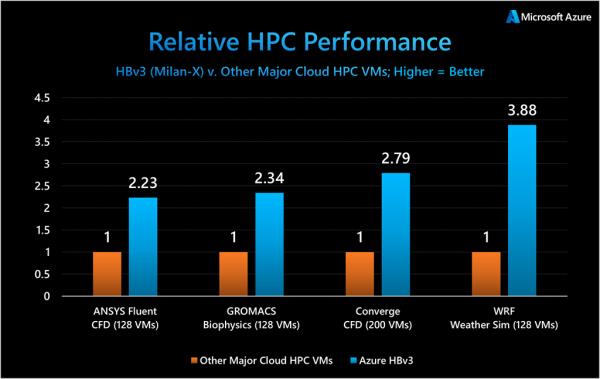 Microsoft Azure
Relative HPC Performance
HBv3 (Milan-X) v. Other Major Cloud HPC VMs; Higher = Better
4.5
4
3.5
3
2.5
2
1.5
1
0.5
0
1
2.23
1
2.34
1
2.79
1
3.88
ANSYS Fluent
CFD (128 VMs)
GROMACS
Biophysics (128 VMs)
Converge
CFD (200 VMs)
WRF
Weather Sim (128 VMs)
Other Major Cloud HPC VMs
Azure HBv3